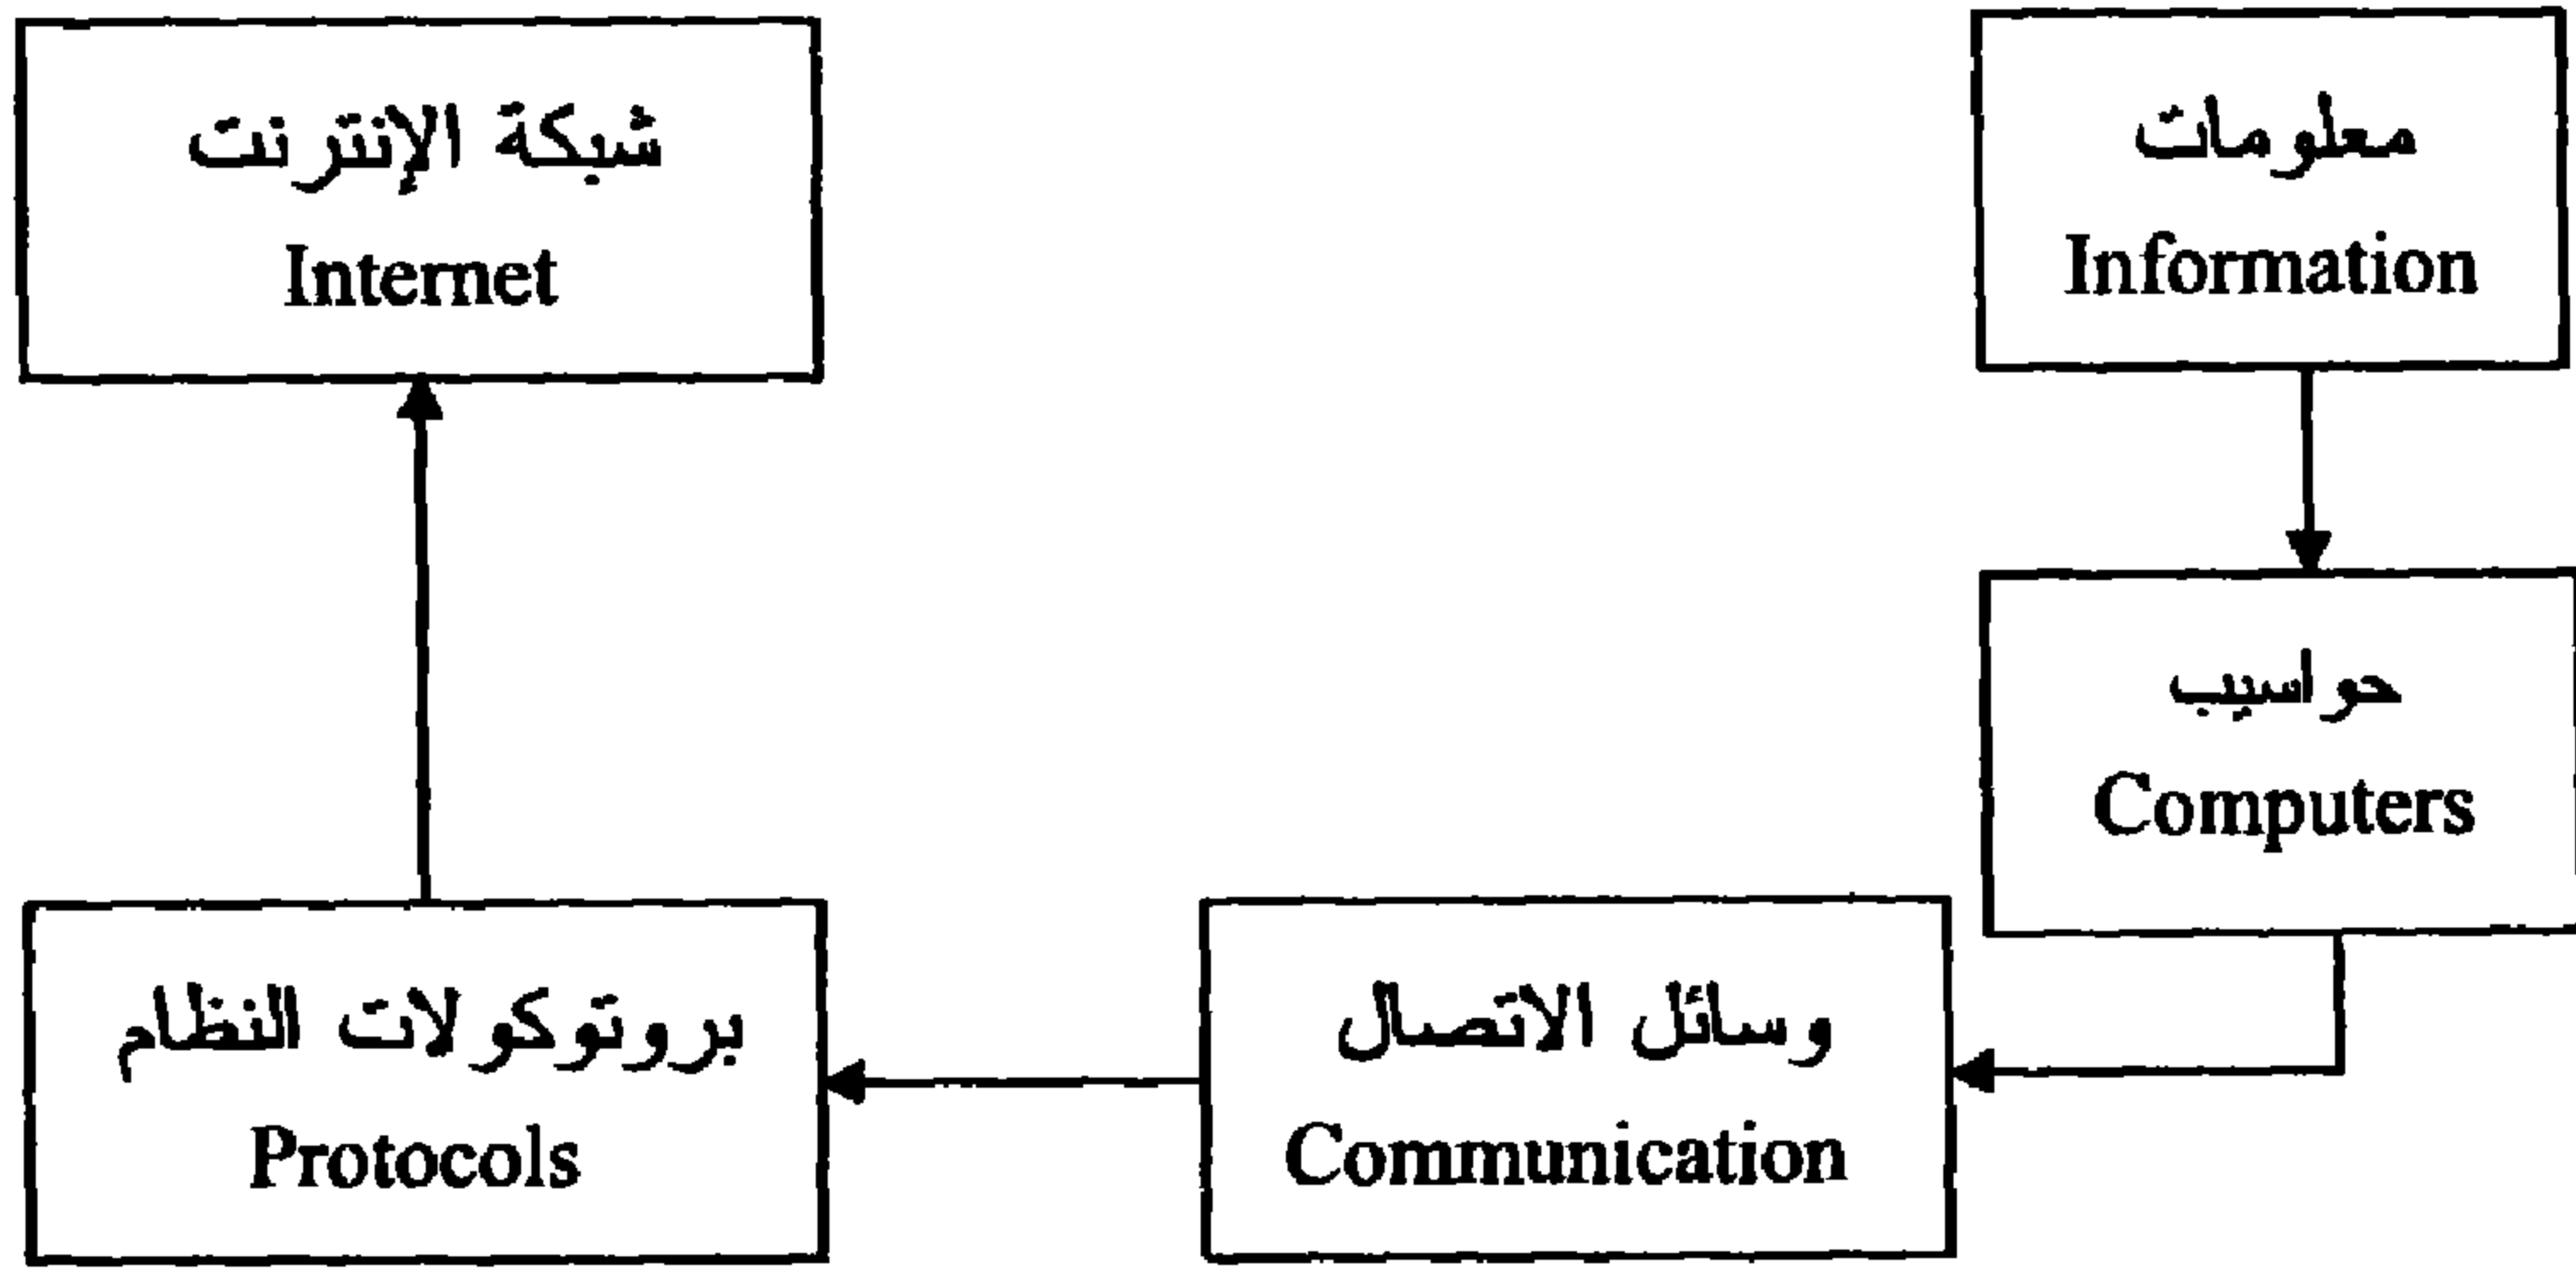 معلومات
Information
حواسيب
Computers
وسائل الاتصال
Communication
بروتوكولات النظام
Protocols
شبكة الإنترنت
Internet